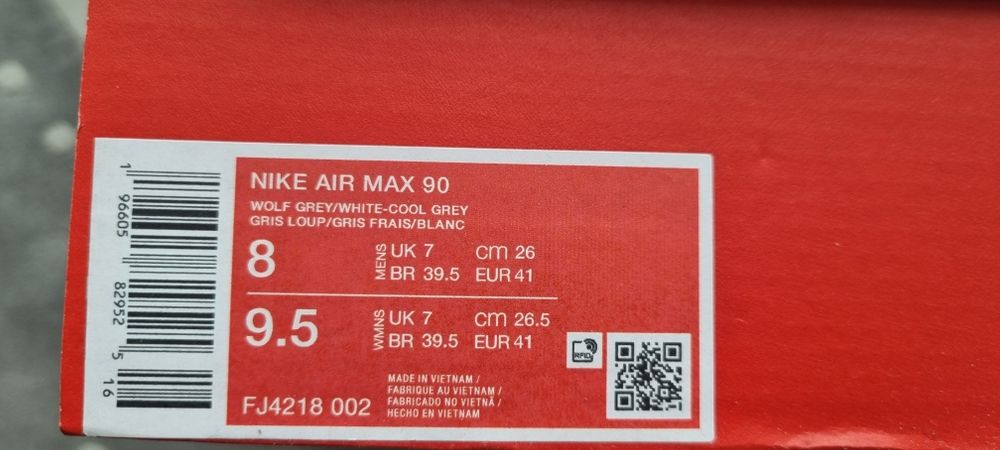 1 96605 82952 5 16
NIKE AIR MAX 90
WOLF GREY/WHITE-COOL GREY
GRIS LOUP/GRIS FRAIS/BLANC
8 MENS UK 7 cm 26
BR 39.5 EUR 41
9.5 WMNS UK 7 cm 26.5
BR 39.5 EUR 41
RFID
MADE IN VIETNAM /
FABRIQUE AU VIETNAM /
FABRICADO NO VIETNÃ /
HECHO EN VIETNAM
FJ4218 002